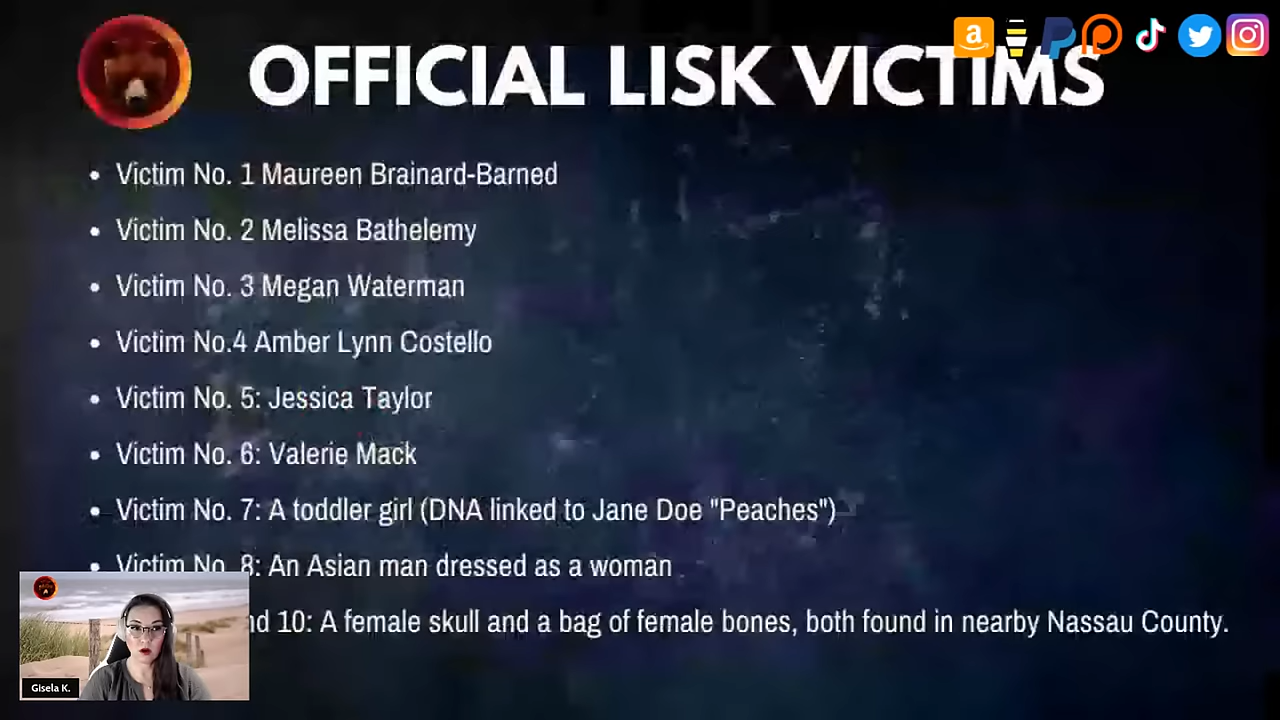 OFFICIAL LISK VICTIMS
• Victim No. 1 Maureen Brainard-Barned
• Victim No. 2 Melissa Bathelemy
• Victim No. 3 Megan Waterman
• Victim No.4 Amber Lynn Costello
• Victim No. 5: Jessica Taylor
• Victim No. 6: Valerie Mack
• Victim No. 7: A toddler girl (DNA linked to Jane Doe "Peaches")
• Victim No. 8: An Asian man dressed as a woman
10: A female skull and a bag of female bones, both found in nearby Nassau County.
Gisela K.